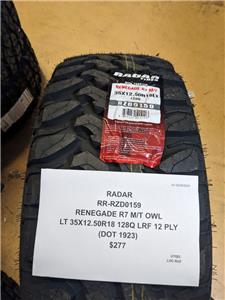 RADAR
RENEGADE R7 M/T
35X12.50R18LT
RZD0159
RADAR
RR-RZD0159
RENEGADE R7 M/T OWL
LT 35X12.50R18 128Q LRF 12 PLY
(DOT 1923)
$277